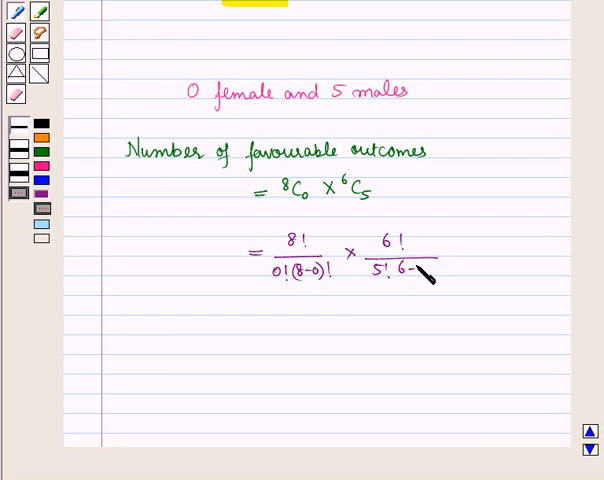 0 female and 5 males
Number of favourable outcomes
= ⁸C₀ × ⁶C₅
= 8! / 0!(8-0)! × 6! / 5! 6-